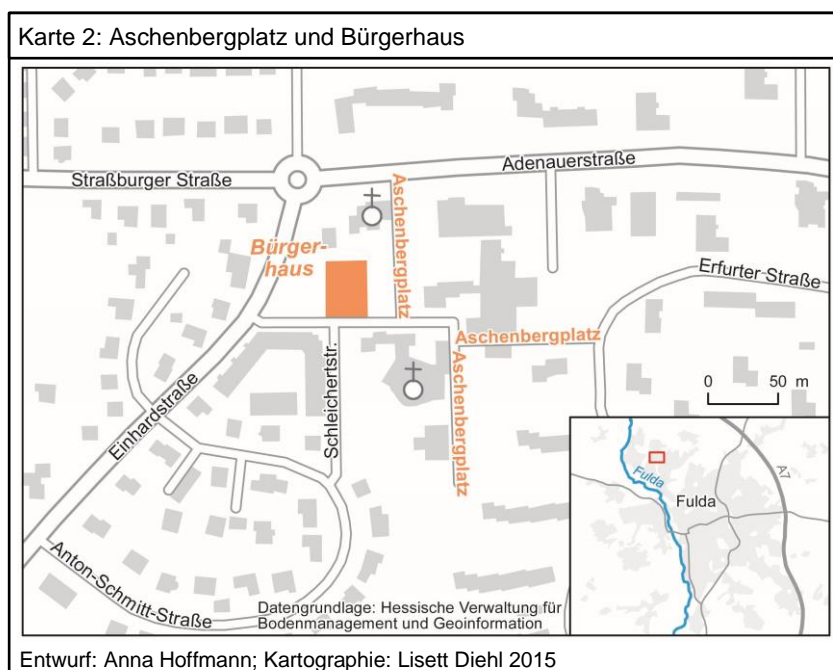 Karte 2: Aschenbergplatz und Bürgerhaus
Straßburger Straße
Adenauerstraße
Aschenbergplatz
Bürger-
haus
Erfurter Straße
Aschenbergplatz
Aschenbergplatz
Schleichertstr.
Einhardstraße
0 50 m
A7
Fulda
Fulda
Anton-Schmitt-Straße
Datengrundlage: Hessische Verwaltung für
Bodenmanagement und Geoinformation
Entwurf: Anna Hoffmann; Kartographie: Lisett Diehl 2015